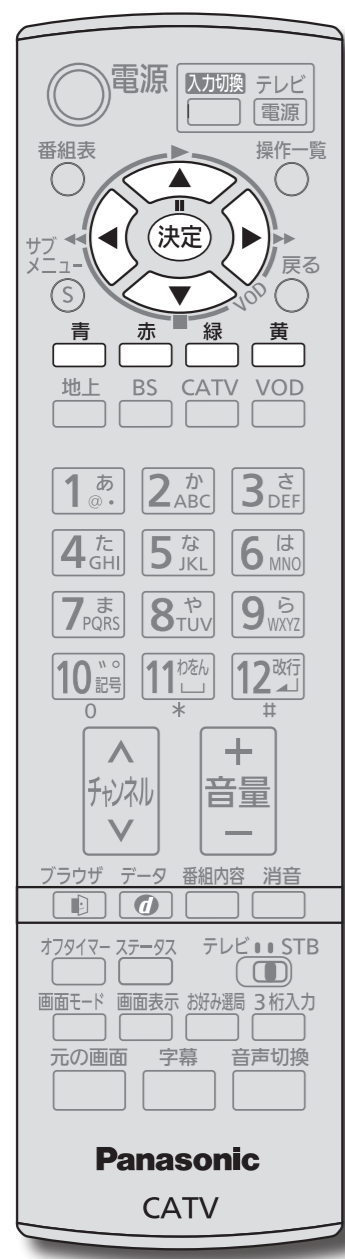 電源 入力切換 テレビ
電源
番組表 操作一覧
決定
サブ
メニュー
S
戻る
VOD
青 赤 緑 黄
地上 BS CATV VOD
1 あ @. 2 か ABC 3 さ DEF
4 た GHI 5 な JKL 6 は MNO
7 ま PQRS 8 や TUV 9 ら WXYZ
10 ゛゜ 記号 11 わをん 12 改行
0 * #
チャンネル + 音量 −
ブラウザ データ 番組内容 消音
d
オフタイマー ステータス テレビ STB
画面モード 画面表示 お好み選局 3桁入力
元の画面 字幕 音声切換
Panasonic
CATV